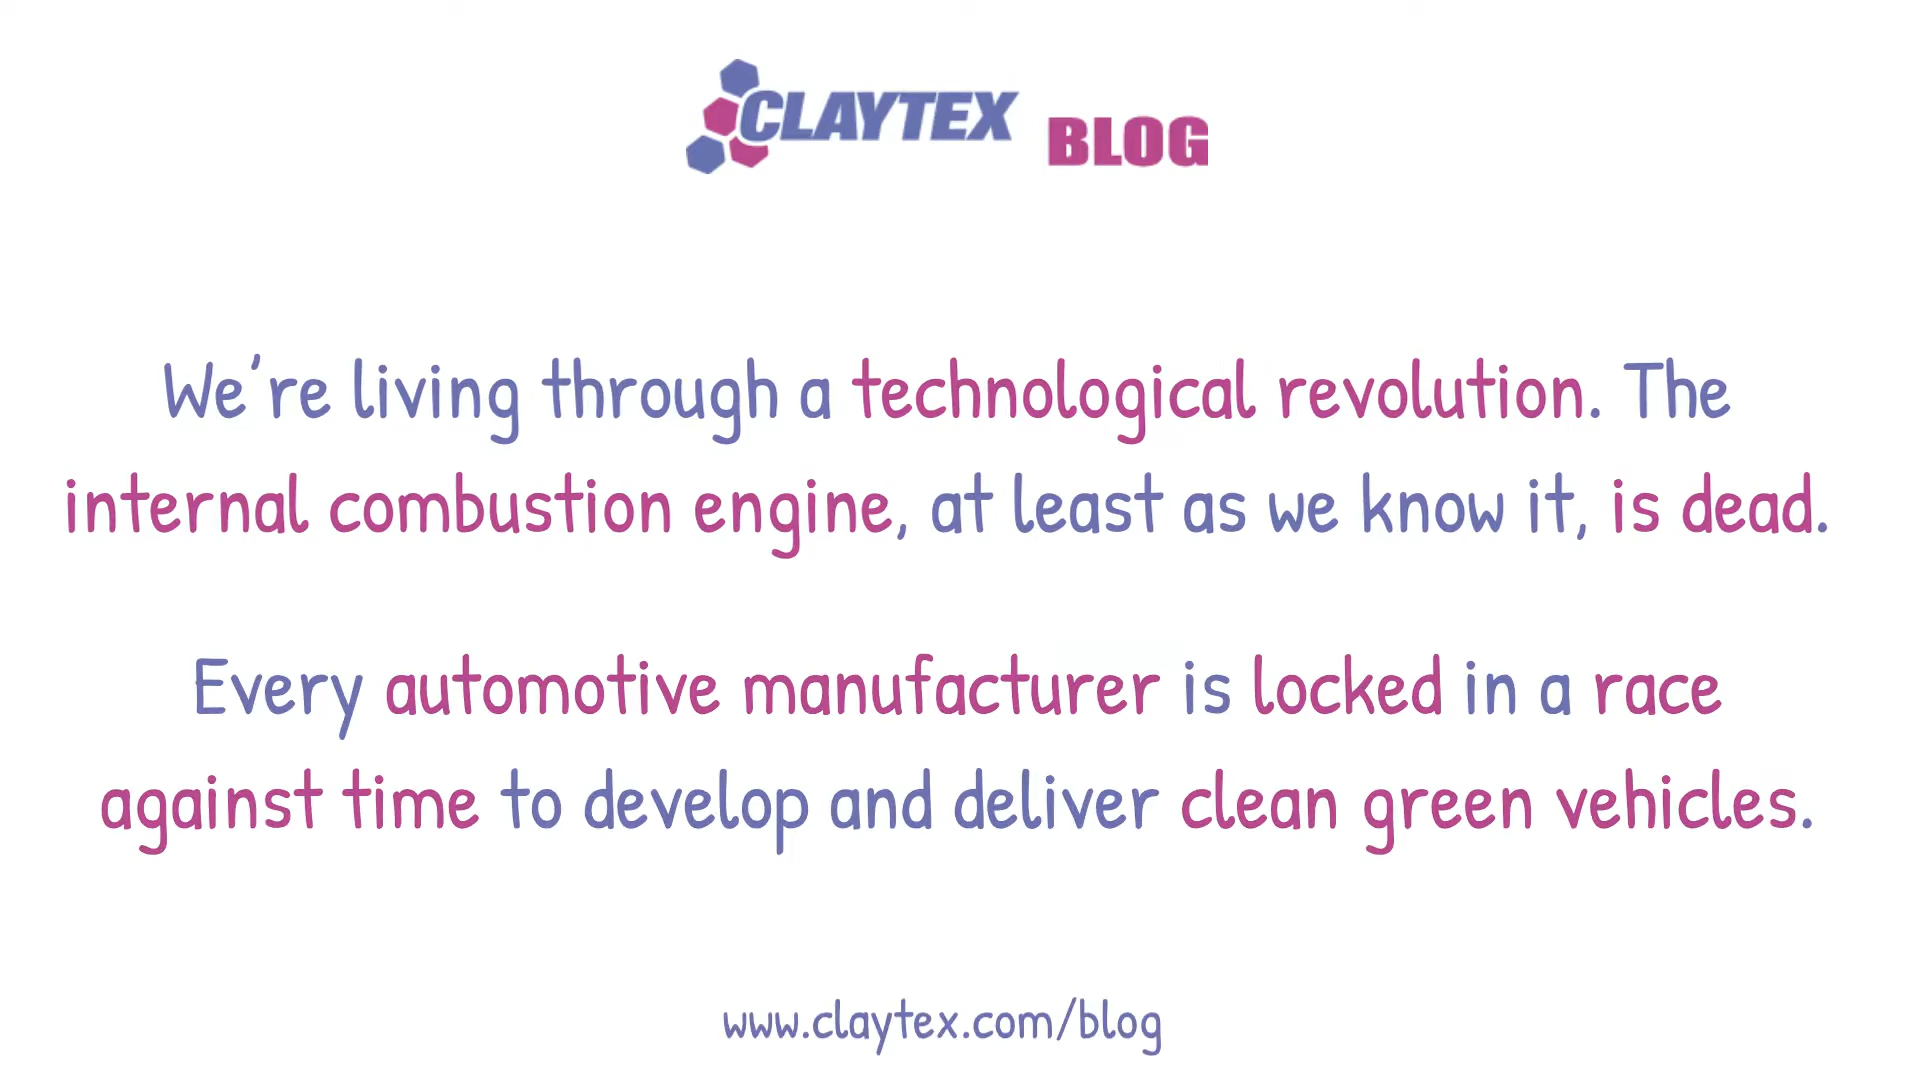 CLAYTEX BLOG
We're living through a technological revolution. The
internal combustion engine, at least as we know it, is dead.
Every automotive manufacturer is locked in a race
against time to develop and deliver clean green vehicles.
www.claytex.com/blog